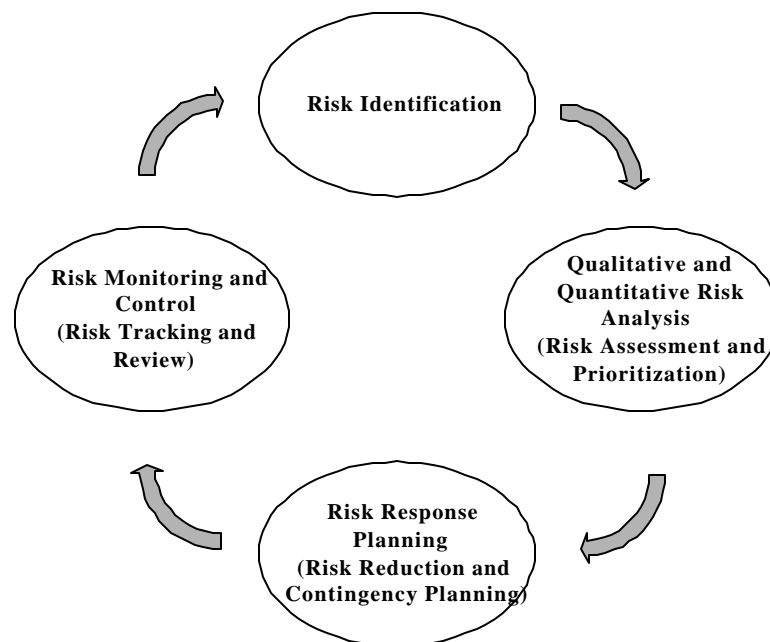 Risk Identification
Qualitative and
Quantitative Risk
Analysis
(Risk Assessment and
Prioritization)
Risk Response
Planning
(Risk Reduction and
Contingency Planning)
Risk Monitoring and
Control
(Risk Tracking and
Review)